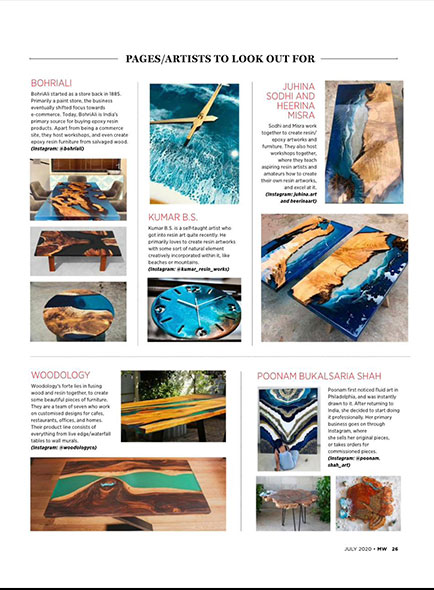 PAGES/ARTISTS TO LOOK OUT FOR
BOHRIALI
BohriAli started as a store back in 1885.
Primarily a paint store, the business
eventually shifted focus towards
e-commerce. Today, BohriAli is India's
primary source for buying epoxy resin
products. Apart from being a commerce
site, they host workshops, and even create
epoxy resin furniture from salvaged wood.
(Instagram: @bohriali)
KUMAR B.S.
Kumar B.S. is a self-taught artist who
got into resin art quite recently. He
primarily loves to create resin artworks
with some sort of natural element
creatively incorporated within it, like
beaches or mountains.
(Instagram: @kumar_resin_works)
JUHINA
SODHI AND
HEERINA
MISRA
Sodhi and Misra work
together to create resin/
epoxy artworks and
furniture. They also host
workshops together,
where they teach
aspiring resin artists and
amateurs how to create
their own resin artworks,
and excel at it.
(Instagram: juhina.art
and heerinaart)
WOODOLOGY
Woodology's forte lies in fusing
wood and resin together, to create
some beautiful pieces of furniture.
They are a team of seven who work
on customised designs for cafes,
restaurants, offices, and homes.
Their product line consists of
everything from live edge/waterfall
tables to wall murals.
(Instagram: @woodologyco)
POONAM BUKALSARIA SHAH
Poonam first noticed fluid art in
Philadelphia, and was instantly
drawn to it. After returning to
India, she decided to start doing
it professionally. Her primary
business goes on through
Instagram, where
she sells her original pieces,
or takes orders for
commissioned pieces.
(Instagram: @poonam.
shah_art)
JULY 2020 • MW 26